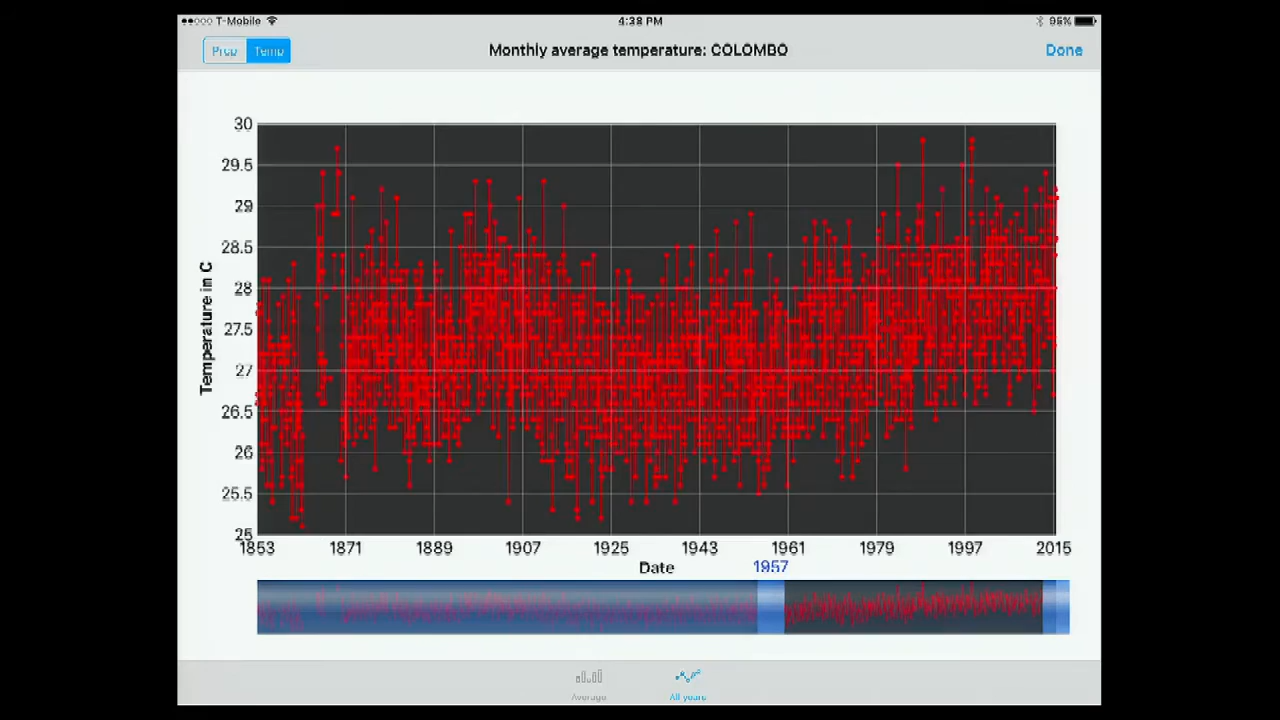 T-Mobile 4:38 PM 95%
Prcp Temp Monthly average temperature: COLOMBO Done
30
29.5
29
28.5
28
27.5
27
26.5
26
25.5
25
Temperature in C
1853 1871 1889 1907 1925 1943 1961 1979 1997 2015
Date 1957
Average All years